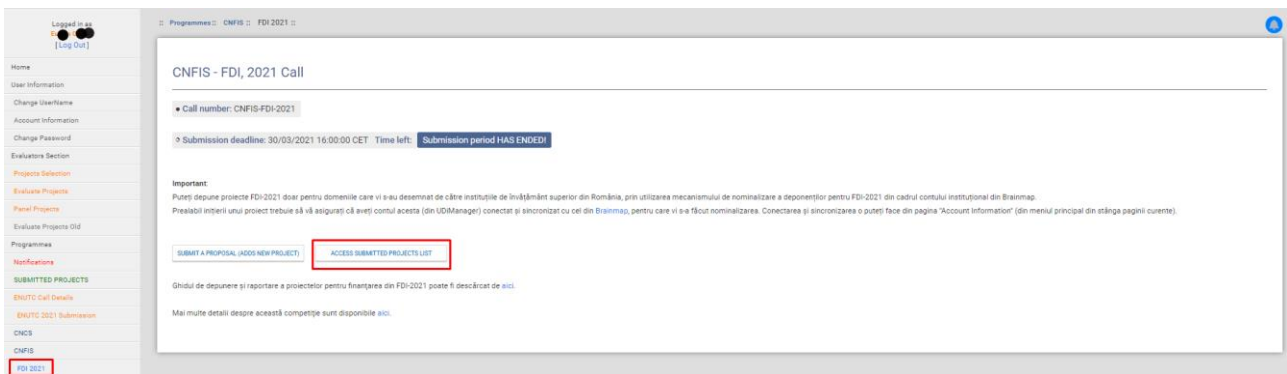 Logged in as
[ Log Out ]
Home
User Information
Change UserName
Account Information
Change Password
Evaluators Section
Projects Selection
Evaluate Projects
Panel Projects
Evaluate Projects Old
Programmes
Notifications
SUBMITTED PROJECTS
ENUTC Call Details
ENUTC 2021 Submission
CNCS
CNFIS
FDI 2021
:: Programmes :: CNFIS :: FDI 2021 ::
CNFIS - FDI, 2021 Call
Call number: CNFIS-FDI-2021
Submission deadline: 30/03/2021 16:00:00 CET Time left: Submission period HAS ENDED!
Important:
Puteți depune proiecte FDI-2021 doar pentru domeniile care vi s-au desemnat de către instituțiile de învățământ superior din România, prin utilizarea mecanismului de nominalizare a deponenților pentru FDI-2021 din cadrul contului instituțional din Brainmap.
Prealabil inițierii unui proiect trebuie să vă asigurați că aveți contul acesta (din UDiManager) conectat și sincronizat cu cel din Brainmap, pentru care vi s-a făcut nominalizarea. Conectarea și sincronizarea o puteți face din pagina "Account Information" (din meniul principal din stânga paginii curente).
SUBMIT A PROPOSAL (ADDS NEW PROJECT) ACCESS SUBMITTED PROJECTS LIST
Ghidul de depunere și raportare a proiectelor pentru finanțarea din FDI-2021 poate fi descărcat de aici.
Mai multe detalii despre această competiție sunt disponibile aici.